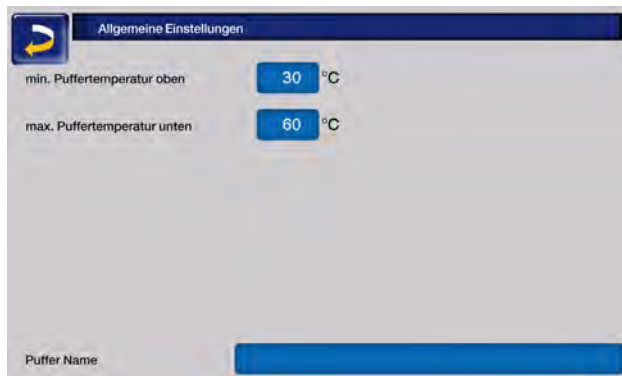 Allgemeine Einstellungen
min. Puffertemperatur oben 30 °C
max. Puffertemperatur unten 60 °C
Puffer Name